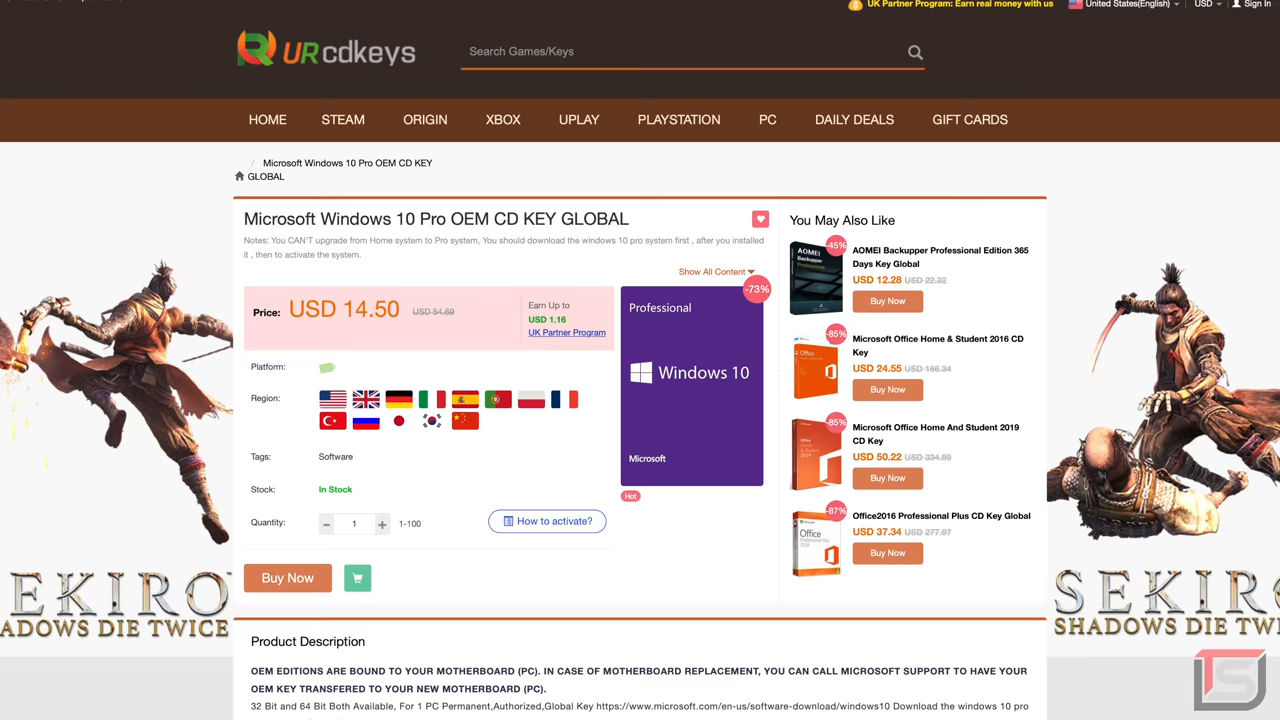 UK Partner Program: Earn real money with us
United States(English)
USD
Sign In
URcdkeys
Search Games/Keys
HOME STEAM ORIGIN XBOX UPLAY PLAYSTATION PC DAILY DEALS GIFT CARDS
/ Microsoft Windows 10 Pro OEM CD KEY
GLOBAL
Microsoft Windows 10 Pro OEM CD KEY GLOBAL
Notes: You CAN'T upgrade from Home system to Pro system, You should download the windows 10 pro system first , after you installed
it , then to activate the system.
Show All Content
Price: USD 14.50 USD 54.69
Earn Up to
USD 1.16
UK Partner Program
-73%
Professional
Windows 10
Microsoft
Hot
Platform:
Region:
Tags: Software
Stock: In Stock
Quantity: - 1 + 1-100
How to activate?
Buy Now
You May Also Like
-45%
AOMEI
Backupper
Professional
AOMEI Backupper Professional Edition 365
Days Key Global
USD 12.28 USD 22.32
Buy Now
-85%
Office
Microsoft Office Home & Student 2016 CD
Key
USD 24.55 USD 166.34
Buy Now
-85%
Microsoft Office Home And Student 2019
CD Key
USD 50.22 USD 334.89
Buy Now
-87%
Office
Office2016 Professional Plus CD Key Global
USD 37.34 USD 277.97
Buy Now
EKIRO
ADOWS DIE TWICE
SEKIRO
SHADOWS DIE TWI
Product Description
OEM EDITIONS ARE BOUND TO YOUR MOTHERBOARD (PC). IN CASE OF MOTHERBOARD REPLACEMENT, YOU CAN CALL MICROSOFT SUPPORT TO HAVE YOUR
OEM KEY TRANSFERED TO YOUR NEW MOTHERBOARD (PC).
32 Bit and 64 Bit Both Available, For 1 PC Permanent,Authorized,Global Key https://www.microsoft.com/en-us/software-download/windows10 Download the windows 10 pro
TS